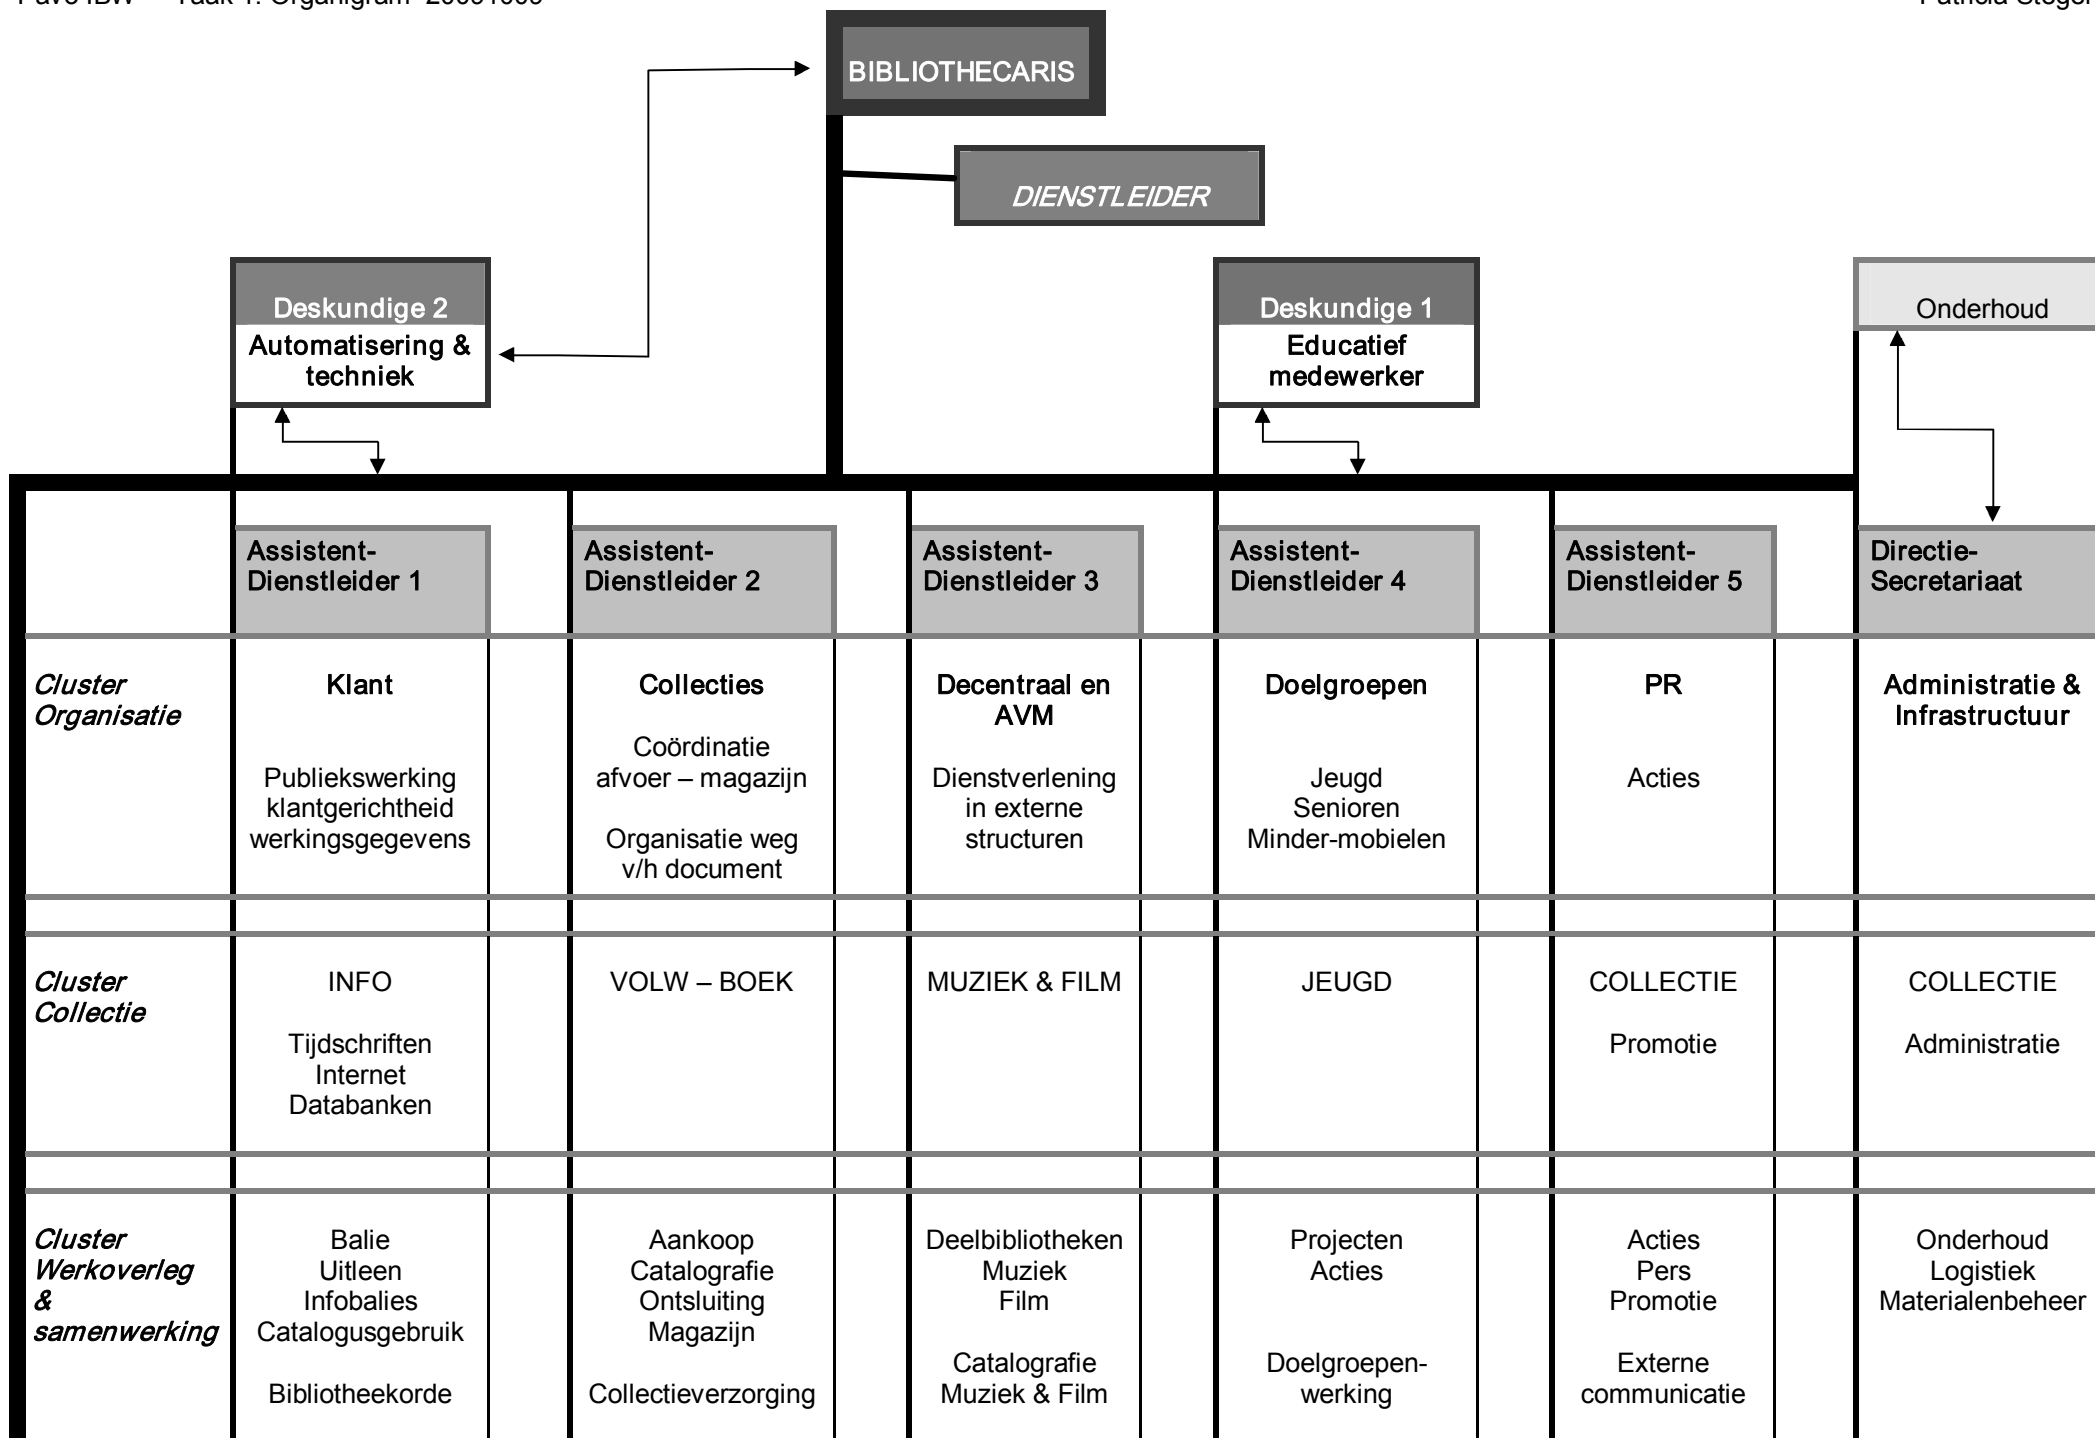 BIBLIOTHECARIS
DIENSTLEIDER
Deskundige 2
Automatisering &
techniek
Deskundige 1
Educatief
medewerker
Onderhoud
Assistent-
Dienstleider 1
Assistent-
Dienstleider 2
Assistent-
Dienstleider 3
Assistent-
Dienstleider 4
Assistent-
Dienstleider 5
Directie-
Secretariaat
Cluster
Organisatie
Klant
Publiekswerking
klantgerichtheid
werkingsgegevens
Collecties
Coördinatie
afvoer – magazijn
Organisatie weg
v/h document
Decentraal en
AVM
Dienstverlening
in externe
structuren
Doelgroepen
Jeugd
Senioren
Minder-mobielen
PR
Acties
Administratie &
Infrastructuur
Cluster
Collectie
INFO
Tijdschriften
Internet
Databanken
VOLW – BOEK
MUZIEK & FILM
JEUGD
COLLECTIE
Promotie
COLLECTIE
Administratie
Cluster
Werkoverleg
&
samenwerking
Balie
Uitleen
Infobalies
Catalogusgebruik
Bibliotheekorde
Aankoop
Catalografie
Ontsluiting
Magazijn
Collectieverzorging
Deelbibliotheken
Muziek
Film
Catalografie
Muziek & Film
Projecten
Acties
Doelgroepen-
werking
Acties
Pers
Promotie
Externe
communicatie
Onderhoud
Logistiek
Materialenbeheer